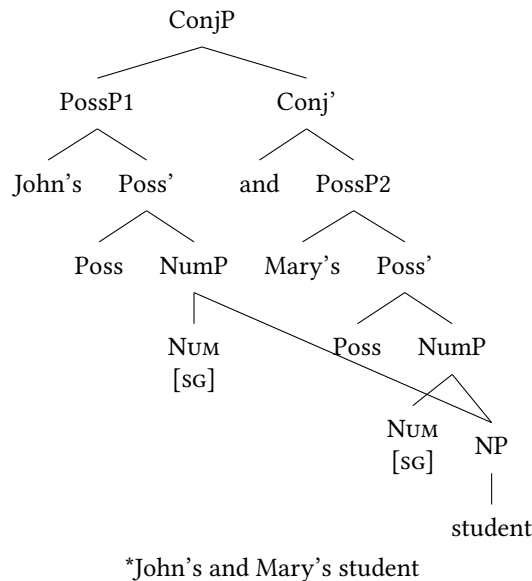 ConjP
PossP1 Conj’
John’s Poss’ and PossP2
Poss NumP Mary’s Poss’
Num Poss NumP
[sg]
Num NP
[sg]
student
*John’s and Mary’s student